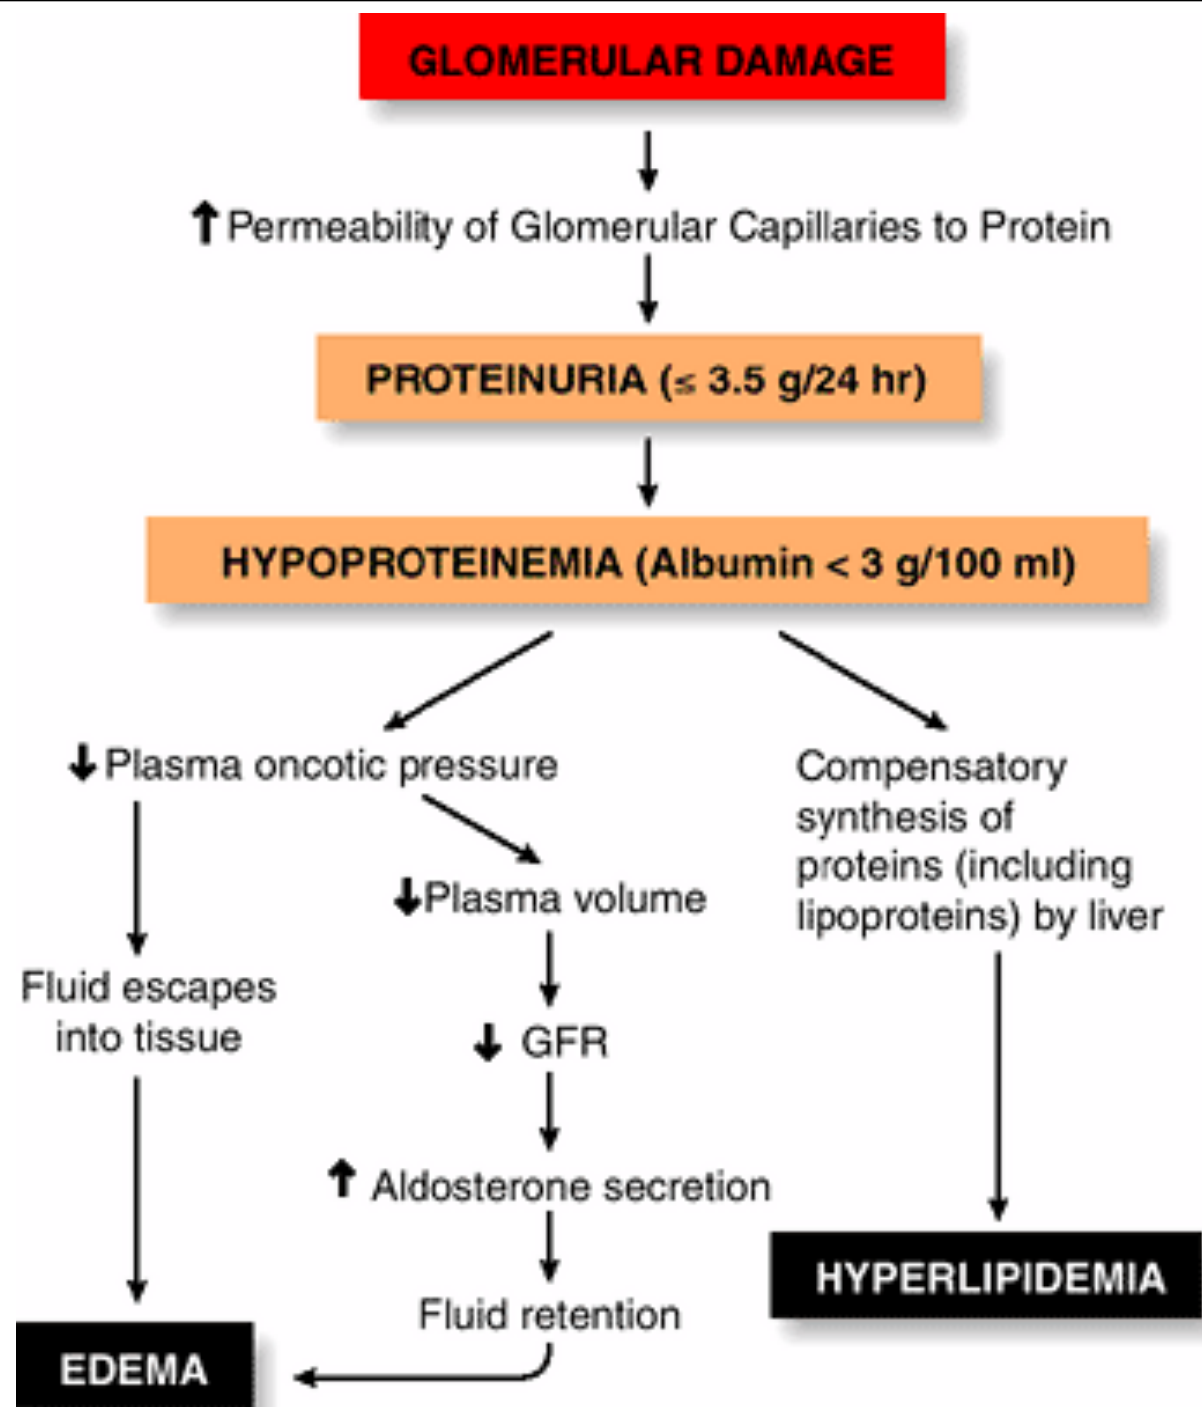 GLOMERULAR DAMAGE
↑ Permeability of Glomerular Capillaries to Protein
PROTEINURIA (≤ 3.5 g/24 hr)
HYPOPROTEINEMIA (Albumin < 3 g/100 ml)
↓ Plasma oncotic pressure
Compensatory
synthesis of
proteins (including
lipoproteins) by liver
↓ Plasma volume
Fluid escapes
into tissue
↓ GFR
↑ Aldosterone secretion
HYPERLIPIDEMIA
Fluid retention
EDEMA